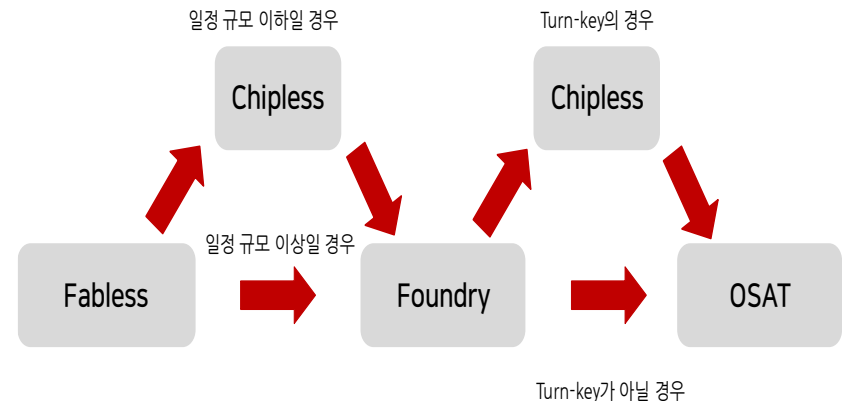 일정 규모 이하일 경우
Turn-key의 경우
Chipless
Chipless
일정 규모 이상일 경우
Fabless
Foundry
OSAT
Turn-key가 아닐 경우